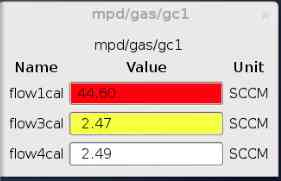 mpd/gas/gc1
mpd/gas/gc1
Name Value Unit
flow1cal 44.60 SCCM
flow3cal 2.47 SCCM
flow4cal 2.49 SCCM